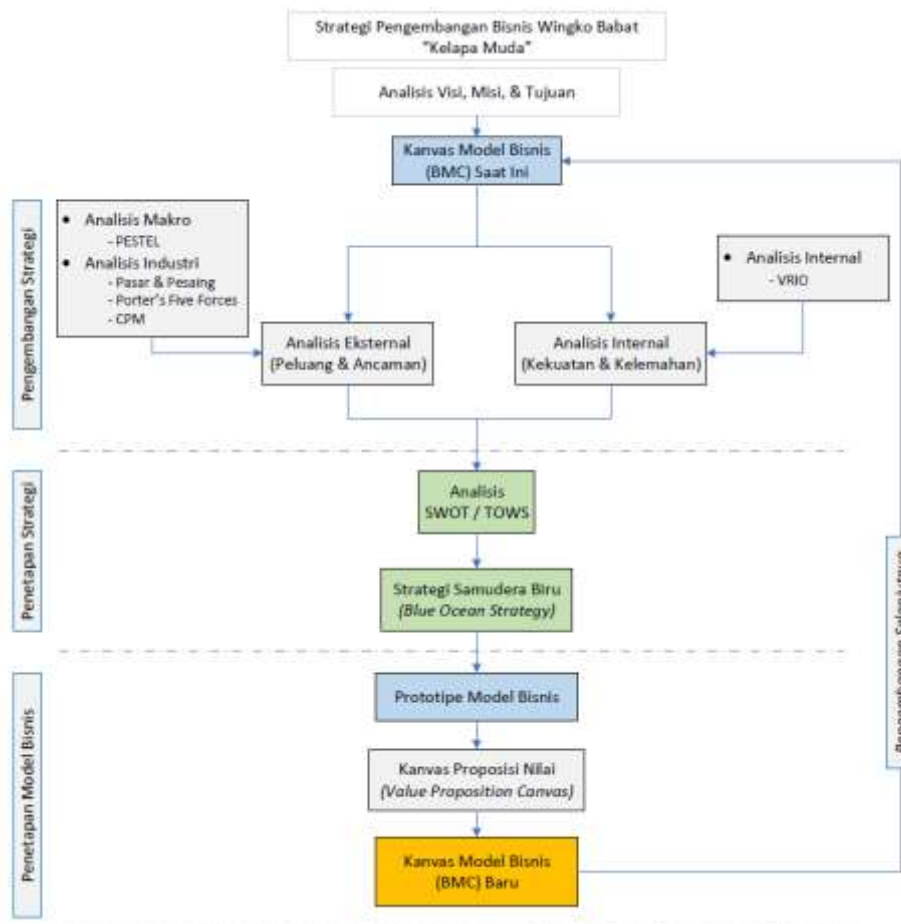 Strategi Pengembangan Bisnis Wingko Babat
"Kelapa Muda"
Analisis Visi, Misi, & Tujuan
Kanvas Model Bisnis
(BMC) Saat Ini
Pengembangan Strategi
• Analisis Makro
- PESTEL
• Analisis Industri
- Pasar & Pesaing
- Porter's Five Forces
- CPM
• Analisis Internal
- VRIO
Analisis Eksternal
(Peluang & Ancaman)
Analisis Internal
(Kekuatan & Kelemahan)
Penetapan Strategi
Analisis
SWOT / TOWS
Strategi Samudera Biru
(Blue Ocean Strategy)
Pengembangan Selanjutnya
Penetapan Model Bisnis
Prototipe Model Bisnis
Kanvas Proposisi Nilai
(Value Proposition Canvas)
Kanvas Model Bisnis
(BMC) Baru